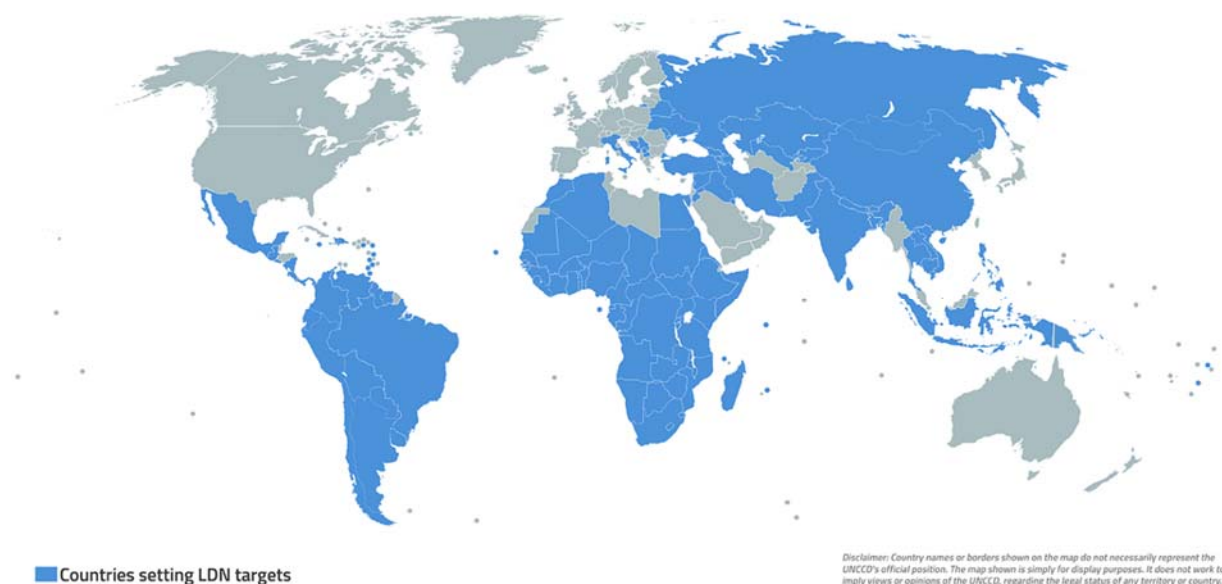 Countries setting LDN targets
Disclaimer: Country names or borders shown on the map do not necessarily represent the
UNCCD's official position. The map shown is simply for display purposes. It does not work to
imply views or opinions of the UNCCD, regarding the legal status of any territory or country.